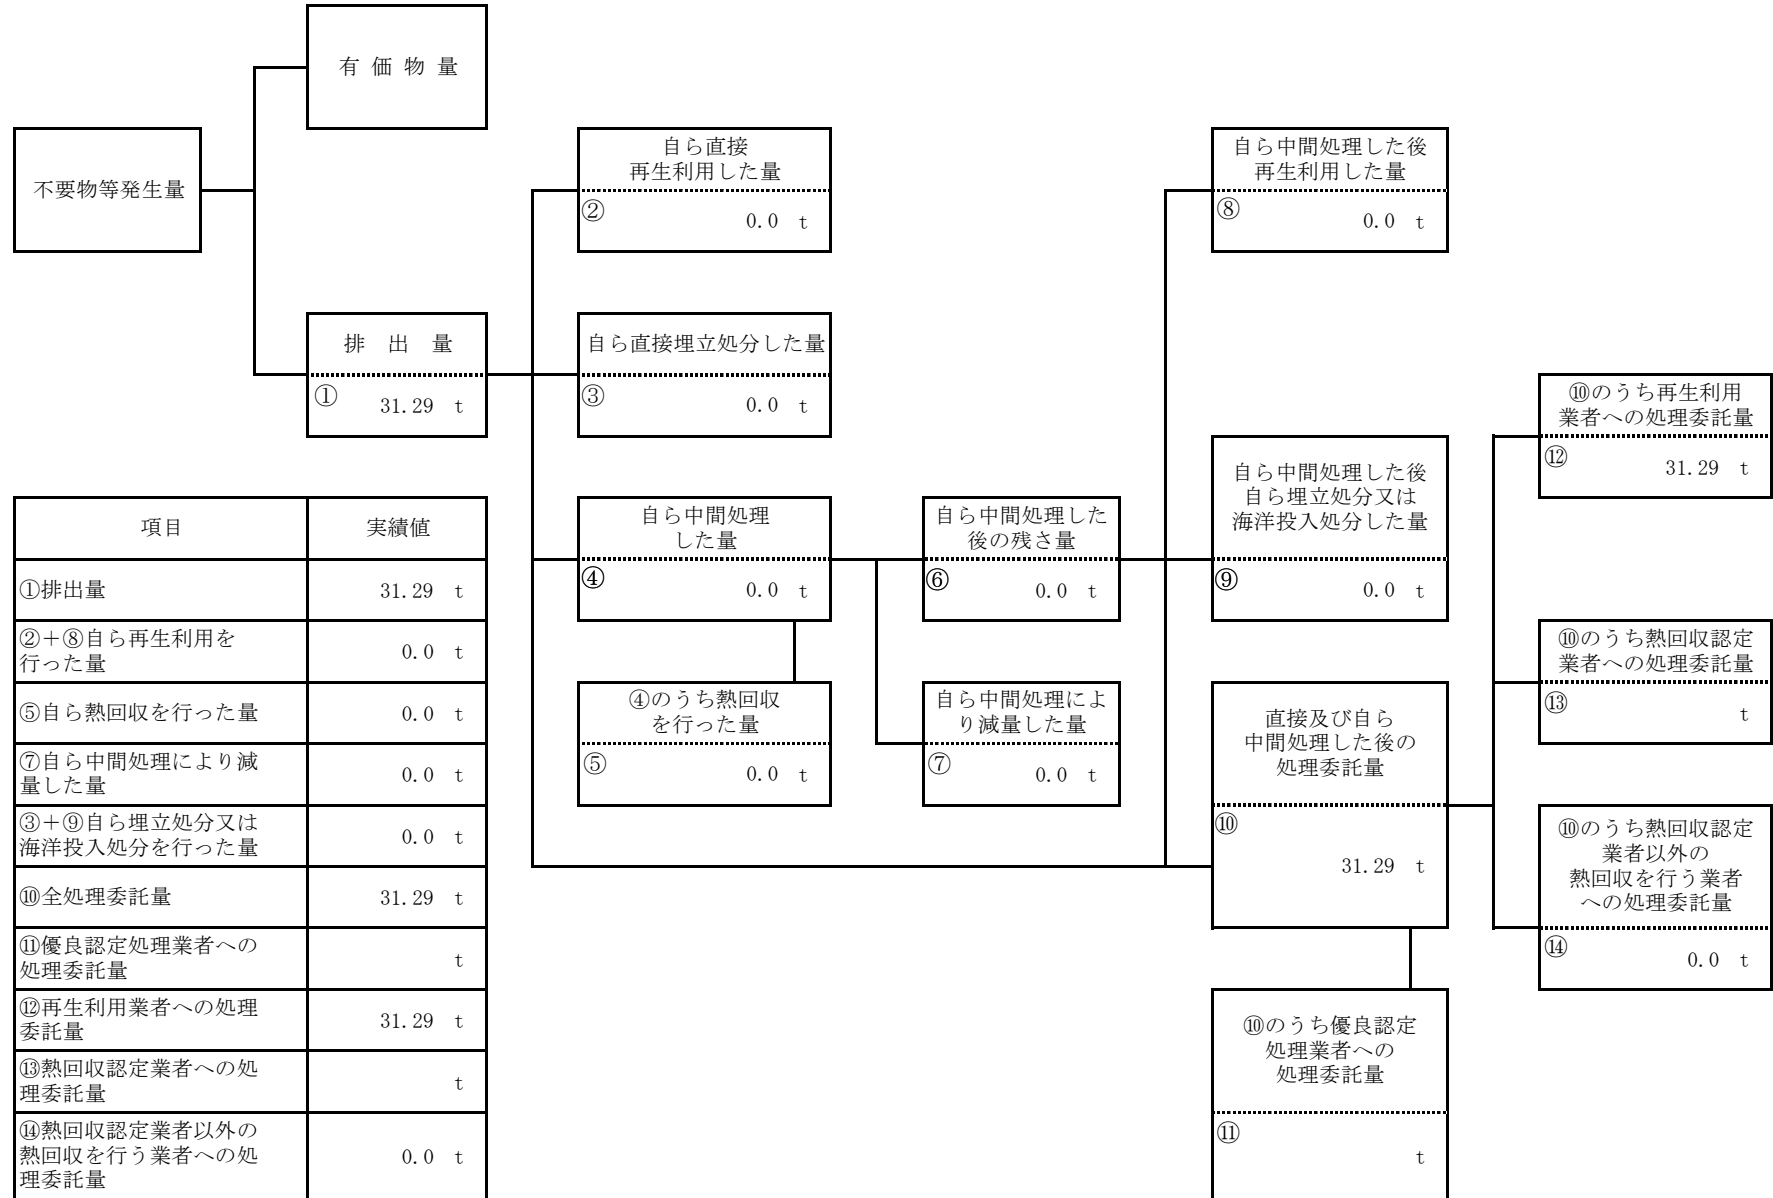 有 価 物 量
不要物等発生量
自ら直接
再生利用した量
②
0.0 t
自ら中間処理した後
再生利用した量
⑧
0.0 t
排 出 量
①
31.29 t
自ら直接埋立処分した量
③
0.0 t
⑩のうち再生利用
業者への処理委託量
⑫
31.29 t
自ら中間処理
した量
④
0.0 t
自ら中間処理した
後の残さ量
⑥
0.0 t
自ら中間処理した後
自ら埋立処分又は
海洋投入処分した量
⑨
0.0 t
⑩のうち熱回収認定
業者への処理委託量
⑬
t
④のうち熱回収
を行った量
⑤
0.0 t
自ら中間処理によ
り減量した量
⑦
0.0 t
直接及び自ら
中間処理した後の
処理委託量
⑩
31.29 t
⑩のうち熱回収認定
業者以外の
熱回収を行う業者
への処理委託量
⑭
0.0 t
⑩のうち優良認定
処理業者への
処理委託量
⑪
t
項目 実績値
①排出量 31.29 t
②＋⑧自ら再生利用を
行った量
0.0 t
⑤自ら熱回収を行った量 0.0 t
⑦自ら中間処理により減
量した量
0.0 t
③＋⑨自ら埋立処分又は
海洋投入処分を行った量
0.0 t
⑩全処理委託量 31.29 t
⑪優良認定処理業者への
処理委託量
t
⑫再生利用業者への処理
委託量
31.29 t
⑬熱回収認定業者への処
理委託量
t
⑭熱回収認定業者以外の
熱回収を行う業者への処
理委託量
0.0 t